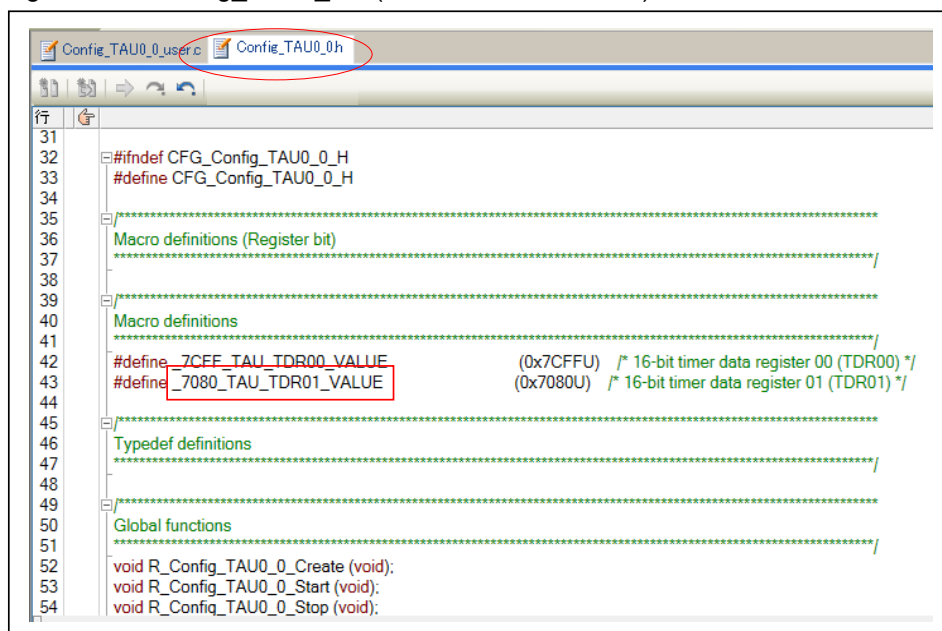 Config_TAU0_0_user.c Config_TAU0_0.h
行
31
32 #ifndef CFG_Config_TAU0_0_H
33 #define CFG_Config_TAU0_0_H
34
35 /***********************************************************************************************************************
36 Macro definitions (Register bit)
37 ***********************************************************************************************************************/
38
39 /***********************************************************************************************************************
40 Macro definitions
41 ***********************************************************************************************************************/
42 #define _7CFF_TAU_TDR00_VALUE (0x7CFFU) /* 16-bit timer data register 00 (TDR00) */
43 #define _7080_TAU_TDR01_VALUE (0x7080U) /* 16-bit timer data register 01 (TDR01) */
44
45 /***********************************************************************************************************************
46 Typedef definitions
47 ***********************************************************************************************************************/
48
49 /***********************************************************************************************************************
50 Global functions
51 ***********************************************************************************************************************/
52 void R_Config_TAU0_0_Create (void);
53 void R_Config_TAU0_0_Start (void);
54 void R_Config_TAU0_0_Stop (void);